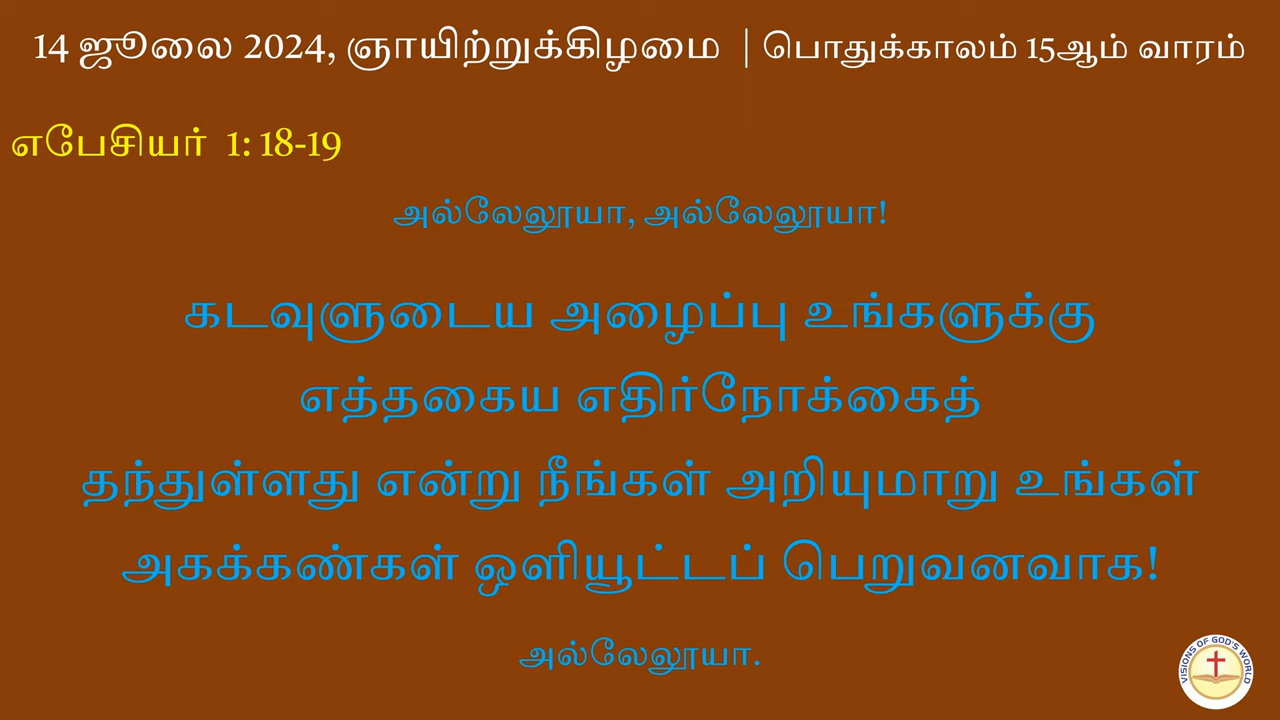 14 ஜூலை 2024, ஞாயிற்றுக்கிழமை | பொதுக்காலம் 15ஆம் வாரம்
எபேசியர் 1: 18-19
அல்லேலூயா, அல்லேலூயா!
கடவுளுடைய அழைப்பு உங்களுக்கு
எத்தகைய எதிர்நோக்கைத்
தந்துள்ளது என்று நீங்கள் அறியுமாறு உங்கள்
அகக்கண்கள் ஒளியூட்டப் பெறுவனவாக!
அல்லேலூயா.
VISIONS OF GOD'S WORLD